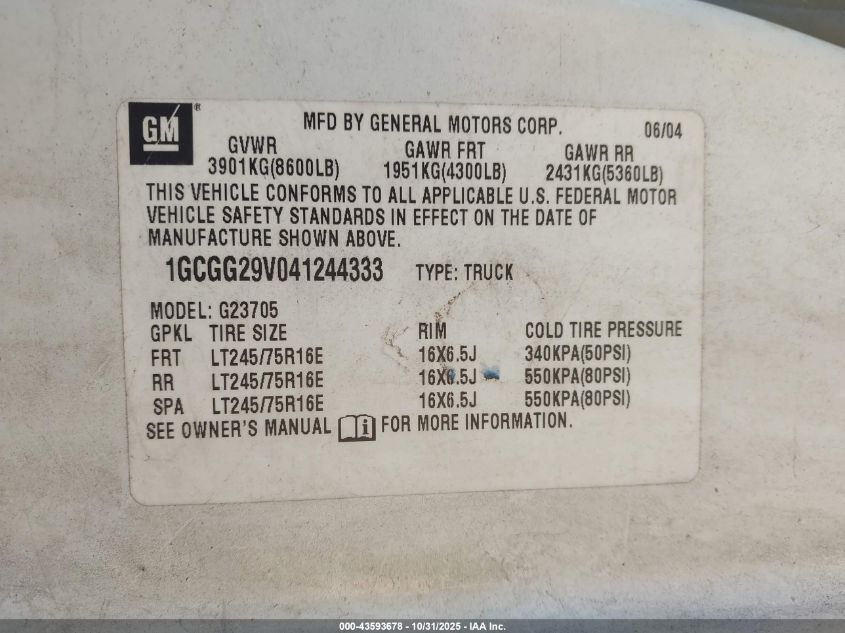 GM®
MFD BY GENERAL MOTORS CORP. 06/04
GVWR GAWR FRT GAWR RR
3901KG(8600LB) 1951KG(4300LB) 2431KG(5360LB)
THIS VEHICLE CONFORMS TO ALL APPLICABLE U.S. FEDERAL MOTOR
VEHICLE SAFETY STANDARDS IN EFFECT ON THE DATE OF
MANUFACTURE SHOWN ABOVE.
1GCGG29V041244333 TYPE: TRUCK
MODEL: G23705
GPKL TIRE SIZE RIM COLD TIRE PRESSURE
FRT LT245/75R16E 16X6.5J 340KPA(50PSI)
RR LT245/75R16E 16X6.5J 550KPA(80PSI)
SPA LT245/75R16E 16X6.5J 550KPA(80PSI)
SEE OWNER'S MANUAL i FOR MORE INFORMATION.
000-43593678 - 10/31/2025 - IAA Inc.